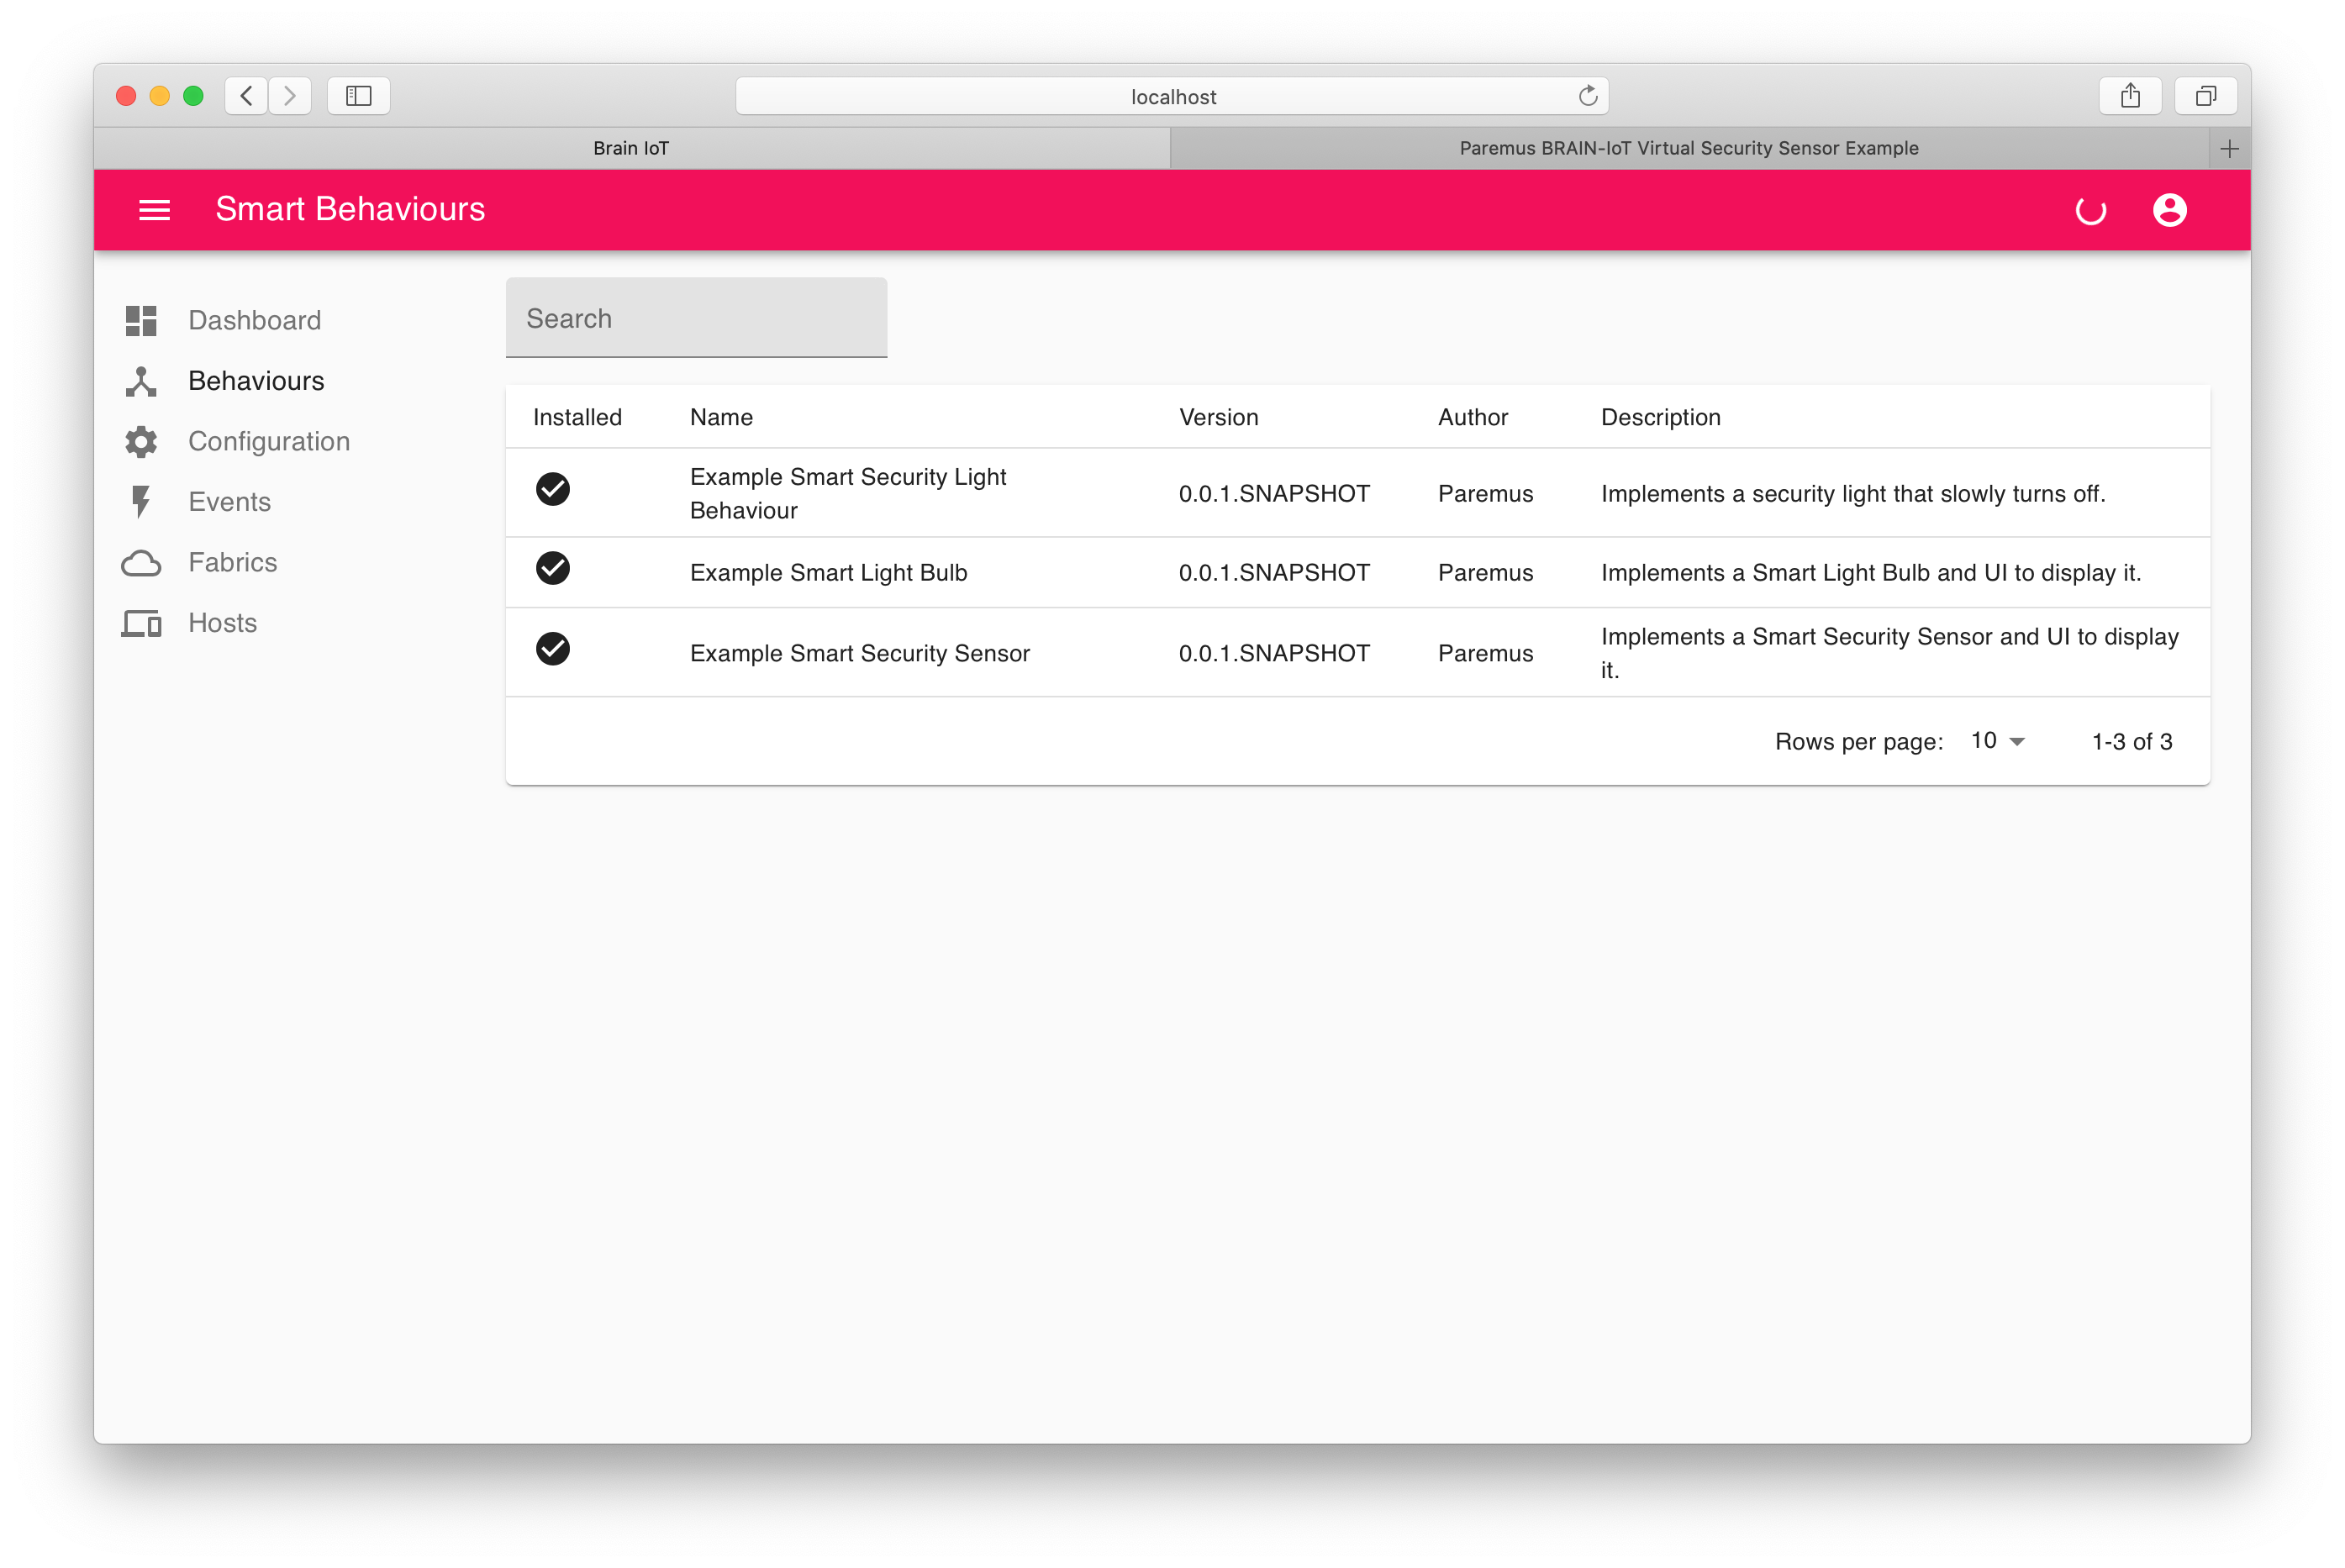 localhost
Brain IoT
Paremus BRAIN-IoT Virtual Security Sensor Example
Smart Behaviours
Dashboard
Behaviours
Configuration
Events
Fabrics
Hosts
Search
Installed Name Version Author Description
Example Smart Security Light
Behaviour
0.0.1.SNAPSHOT Paremus Implements a security light that slowly turns off.
Example Smart Light Bulb 0.0.1.SNAPSHOT Paremus Implements a Smart Light Bulb and UI to display it.
Example Smart Security Sensor 0.0.1.SNAPSHOT Paremus Implements a Smart Security Sensor and UI to display
it.
Rows per page: 10 1-3 of 3